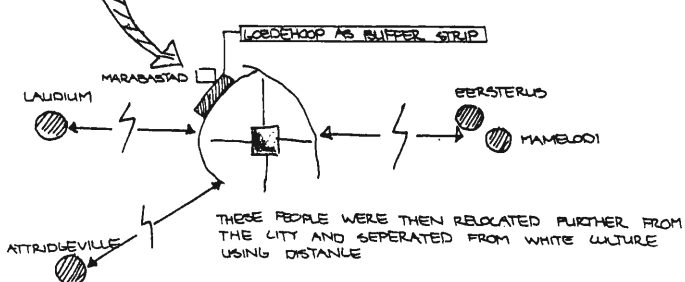 GOEDEHOOP AS BUFFER STRIP
MARABASTAD
LAUDIUM
EERSTERUS
MAMELODI
ATTRIDGEVILLE
THESE PEOPLE WERE THEN RELOCATED FURTHER FROM
THE CITY AND SEPERATED FROM WHITE CULTURE
USING DISTANCE